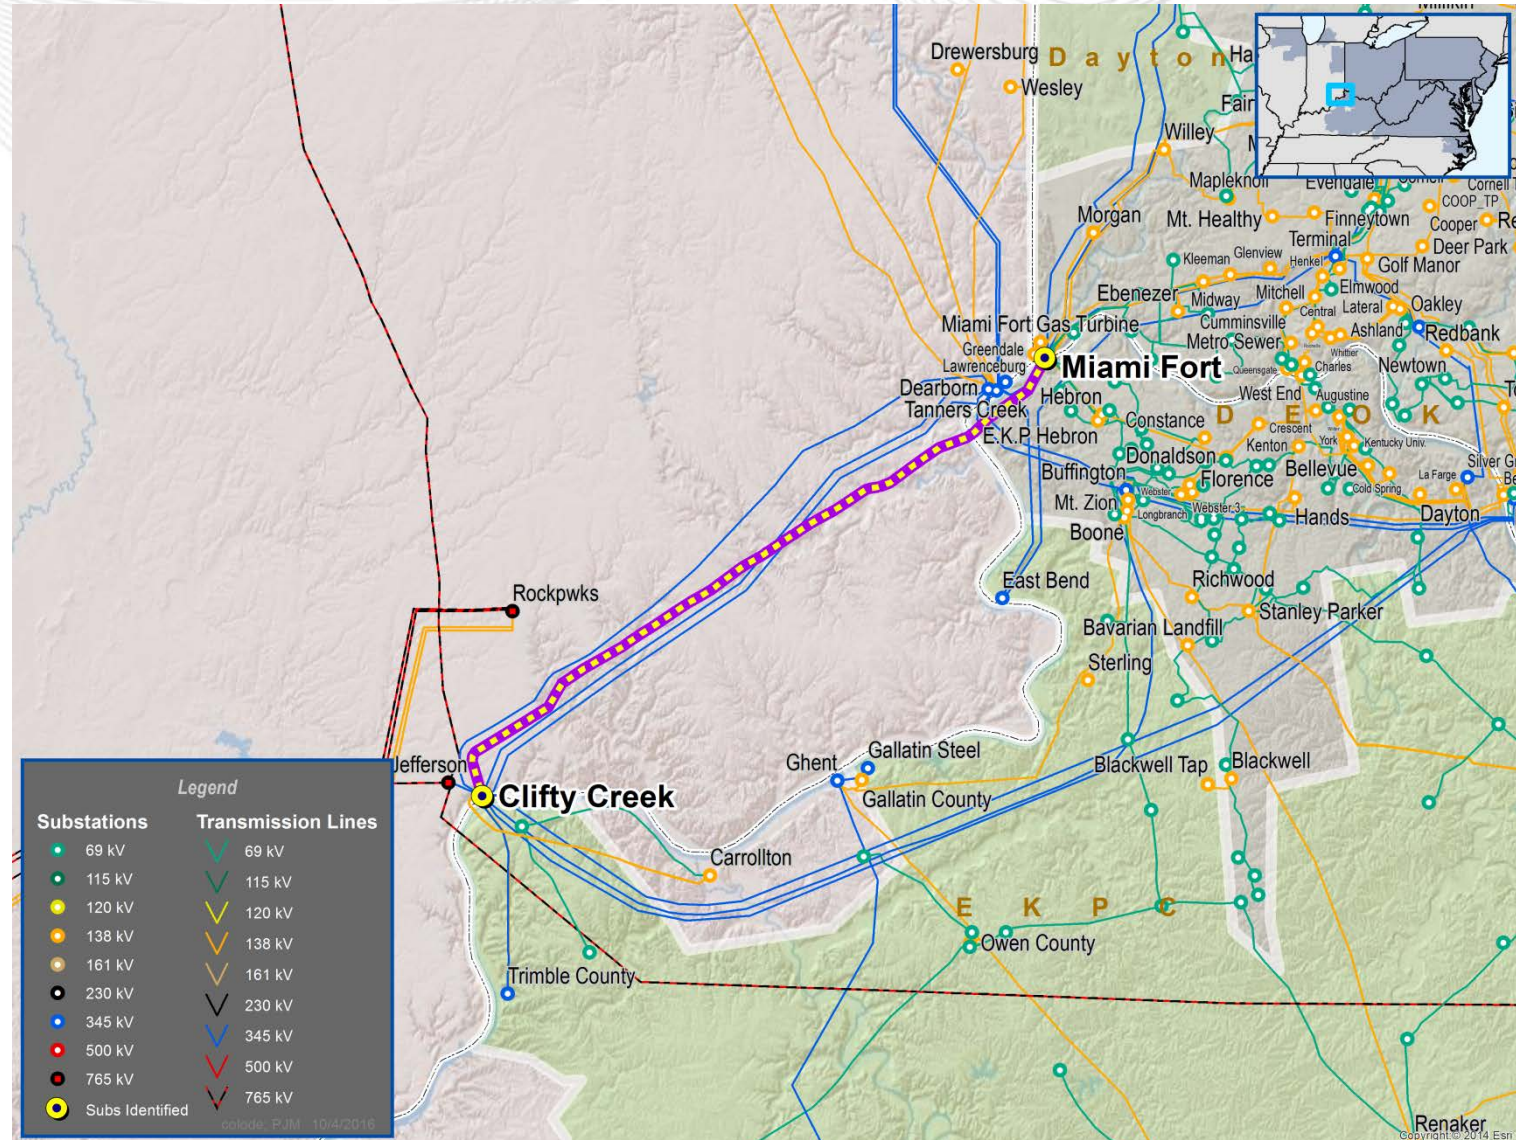 Drewersburg
Wesley
Dayton
Willey
Mapleknoll
Evendale
COOP_TP
Morgan
Mt. Healthy
Finneytown
Cooper
Terminal
Deer Park
Kleeman
Glenview
Henkel
Golf Manor
Ebenezer
Midway
Mitchell
Elmwood
Central
Lateral
Oakley
Miami Fort Gas Turbine
Cumminsville
Ashland
Redbank
Greendale
Metro Sewer
Whittier
Lawrenceburg
Miami Fort
Queensgate
Charles
Newtown
Dearborn
Hebron
West End
Augustine
Tanners Creek
Constance
DEOK
E.K.P Hebron
Crescent
Kenton
York
Kentucky Univ.
Donaldson
Buffington
Florence
Bellevue
La Farge
Webster
Cold Spring
Mt. Zion
Longbranch
Webster 3
Hands
Dayton
Boone
Rockpwks
East Bend
Richwood
Stanley Parker
Bavarian Landfill
Sterling
Jefferson
Clifty Creek
Ghent
Gallatin Steel
Gallatin County
Blackwell Tap
Blackwell
Carrollton
EKPC
Owen County
Trimble County
Renaker
Legend
Substations
69 kV
115 kV
120 kV
138 kV
161 kV
230 kV
345 kV
500 kV
765 kV
Subs Identified
Transmission Lines
69 kV
115 kV
120 kV
138 kV
161 kV
230 kV
345 kV
500 kV
765 kV
colode; PJM 10/4/2016
Copyright:© 2014 Esri